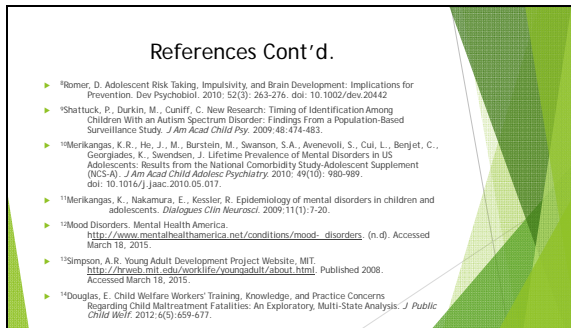 References Cont'd.
⁸Romer, D. Adolescent Risk Taking, Impulsivity, and Brain Development: Implications for
Prevention. Dev Psychobiol. 2010; 52(3): 263-276. doi: 10.1002/dev.20442
⁹Shattuck, P., Durkin, M., Cuniff, C. New Research: Timing of Identification Among
Children With an Autism Spectrum Disorder: Findings From a Population-Based
Surveillance Study. J Am Acad Child Psy. 2009;48:474-483.
¹⁰Merikangas, K.R., He, J., M., Burstein, M., Swanson, S.A., Avenevoli, S., Cui, L., Benjet, C.,
Georgiades, K., Swendsen, J. Lifetime Prevalence of Mental Disorders in US
Adolescents: Results from the National Comorbidity Study-Adolescent Supplement
(NCS-A). J Am Acad Child Adolesc Psychiatry. 2010; 49(10): 980-989.
doi: 10.1016/j.jaac.2010.05.017.
¹¹Merikangas, K., Nakamura, E., Kessler, R. Epidemiology of mental disorders in children and
adolescents. Dialogues Clin Neurosci. 2009;11(1):7-20.
¹²Mood Disorders. Mental Health America.
http://www.mentalhealthamerica.net/conditions/mood- disorders. (n.d). Accessed
March 18, 2015.
¹³Simpson, A.R. Young Adult Development Project Website, MIT.
http://hrweb.mit.edu/worklife/youngadult/about.html. Published 2008.
Accessed March 18, 2015.
¹⁴Douglas, E. Child Welfare Workers' Training, Knowledge, and Practice Concerns
Regarding Child Maltreatment Fatalities: An Exploratory, Multi-State Analysis. J Public
Child Welf. 2012;6(5):659-677.